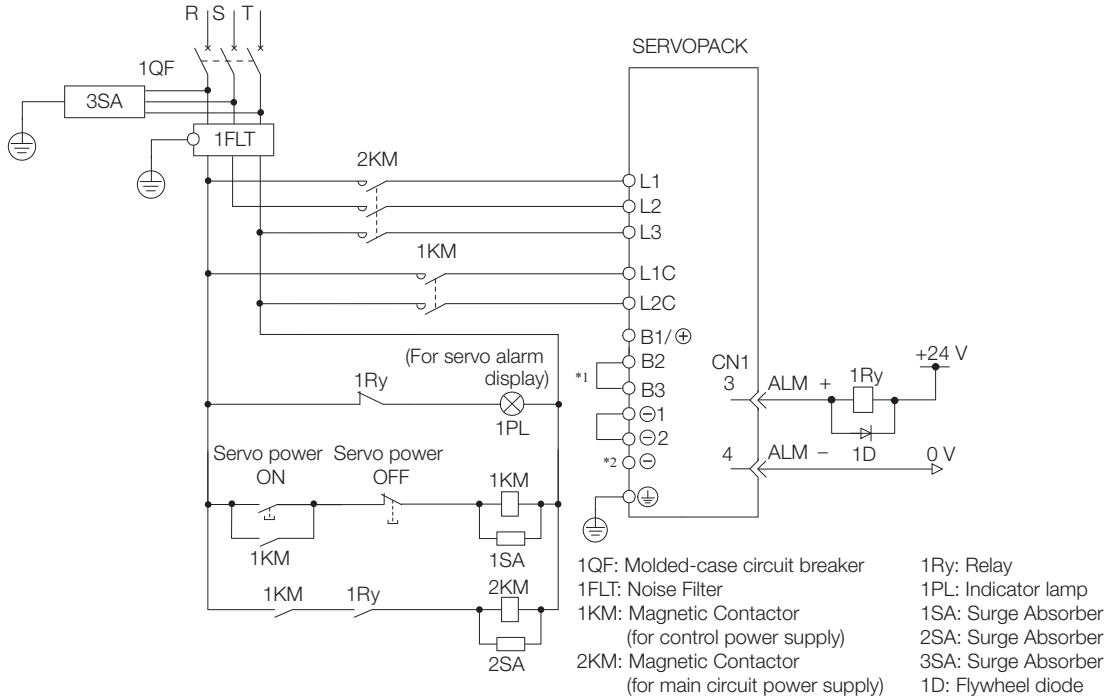 R S T
1QF
3SA
1FLT
SERVOPACK
2KM
L1
L2
L3
1KM
L1C
L2C
B1/⊕
B2
*1
B3
⊖1
⊖2
*2 ⊖
CN1
3 ALM +
1Ry
+24 V
1D
4 ALM −
0 V
(For servo alarm
display)
1Ry
1PL
Servo power
ON
Servo power
OFF
1KM
1KM
1SA
1KM
1Ry
2KM
2SA
1QF: Molded-case circuit breaker
1FLT: Noise Filter
1KM: Magnetic Contactor
(for control power supply)
2KM: Magnetic Contactor
(for main circuit power supply)
1Ry: Relay
1PL: Indicator lamp
1SA: Surge Absorber
2SA: Surge Absorber
3SA: Surge Absorber
1D: Flywheel diode